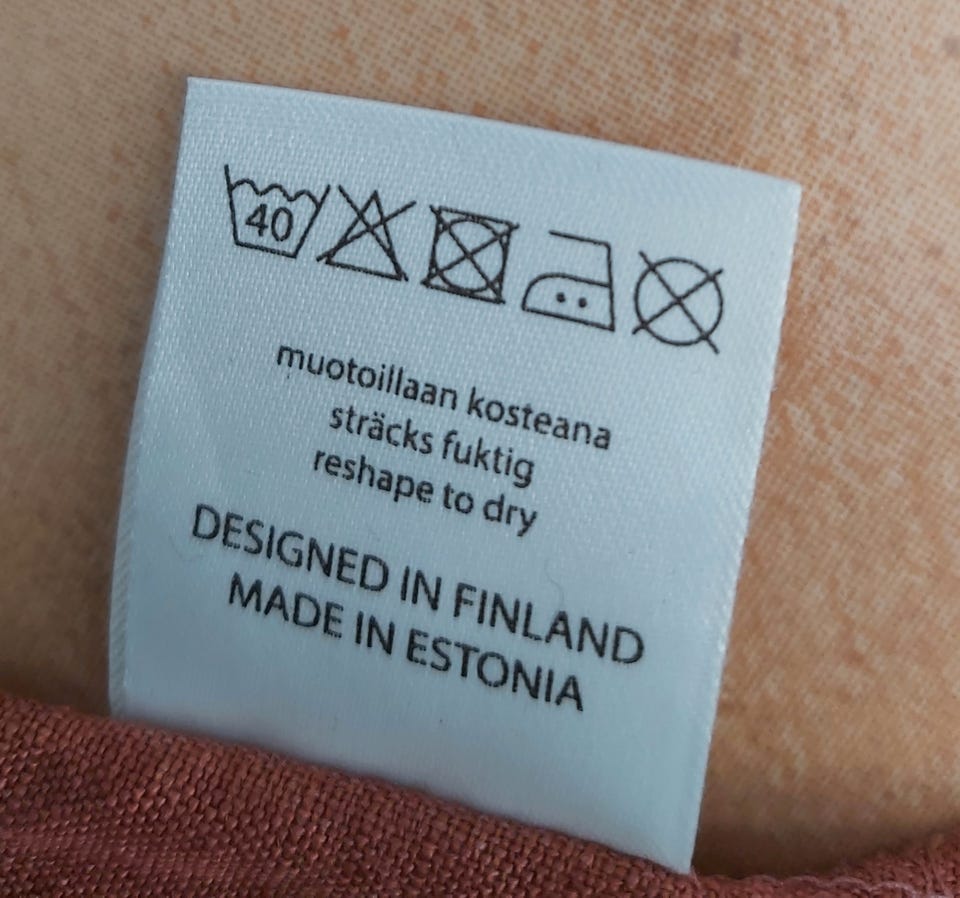 40
muotoillaan kosteana
sträcks fuktig
reshape to dry
DESIGNED IN FINLAND
MADE IN ESTONIA